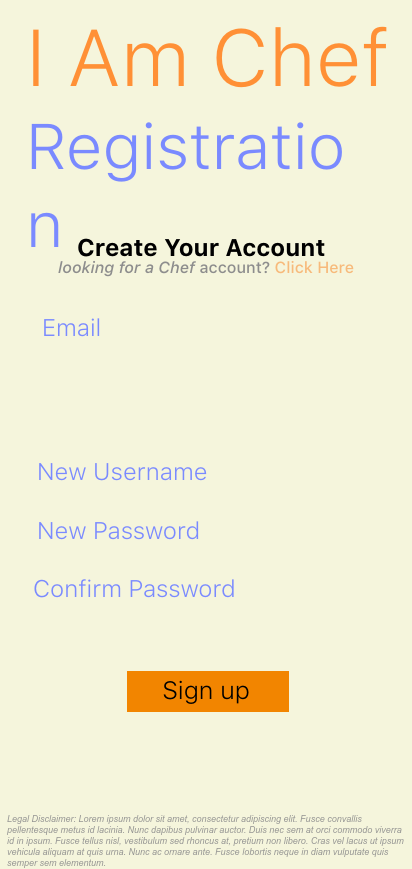 I Am Chef
Registratio
n
Create Your Account
looking for a Chef account? Click Here
Email
New Username
New Password
Confirm Password
Sign up
Legal Disclaimer: Lorem ipsum dolor sit amet, consectetur adipiscing elit. Fusce convallis
pellentesque metus id lacinia. Nunc dapibus pulvinar auctor. Duis nec sem at orci commodo viverra
id in ipsum. Fusce tellus nisl, vestibulum sed rhoncus at, pretium non libero. Cras vel lacus ut ipsum
vehicula aliquam at quis urna. Nunc ac ornare ante. Fusce lobortis neque in diam vulputate quis
semper sem elementum.